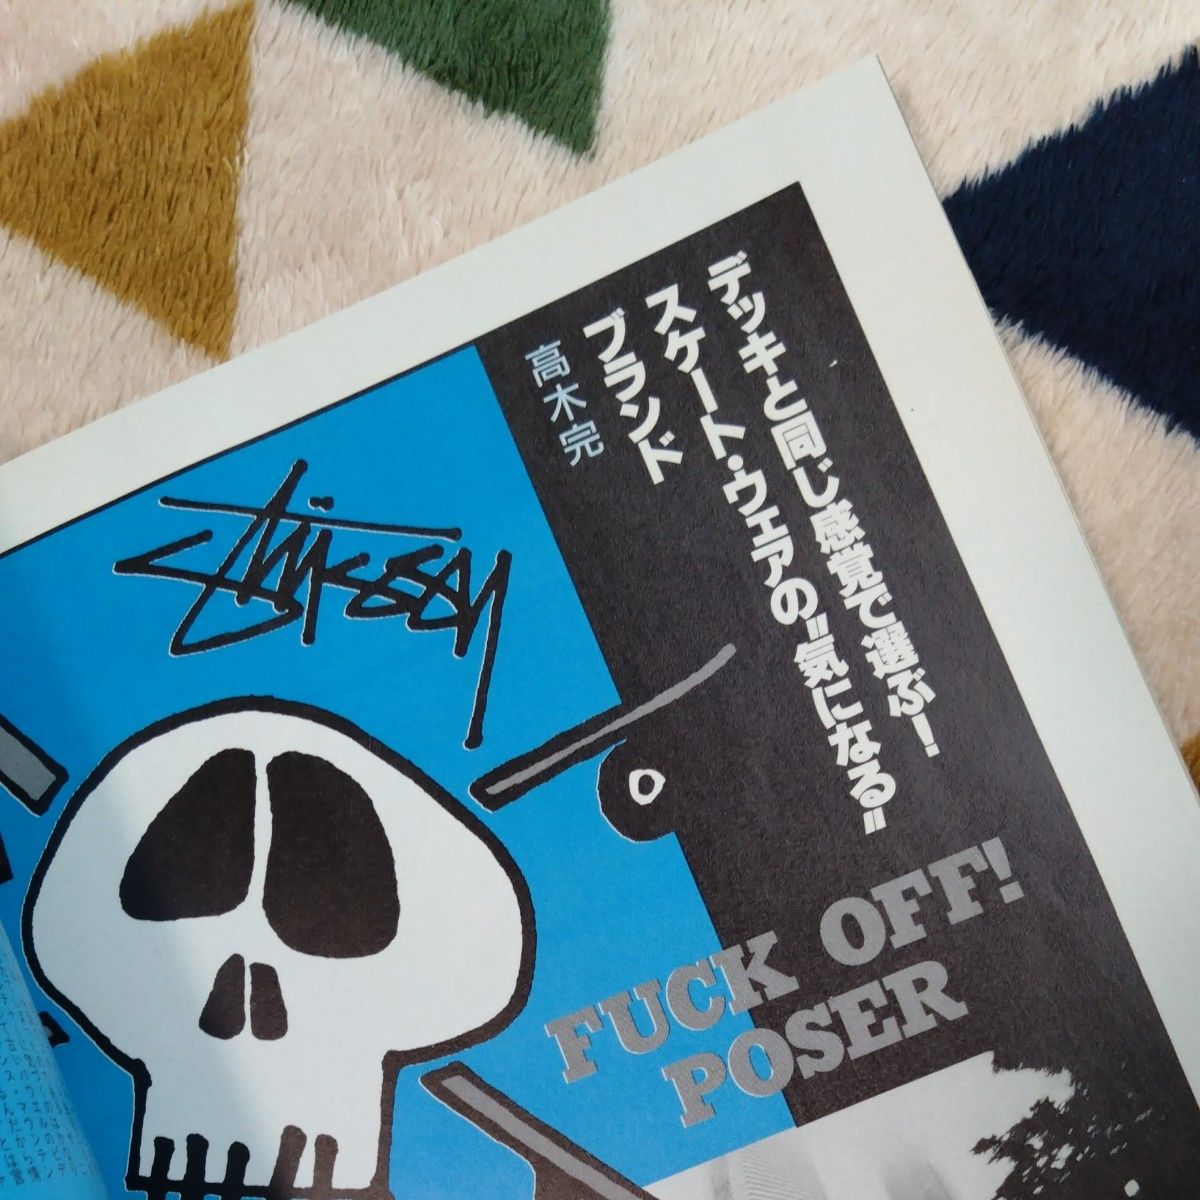 デッキと同じ感覚で選ぶ!
スケート・ウェアの"気になる"
ブランド
高木完
Stüssy
FUCK OFF!
POSER